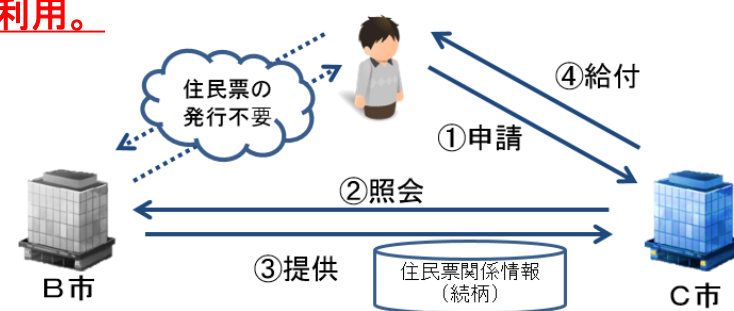 利用。
住民票の
発行不要
④給付
①申請
②照会
③提供
住民票関係情報
（続柄）
B市
C市